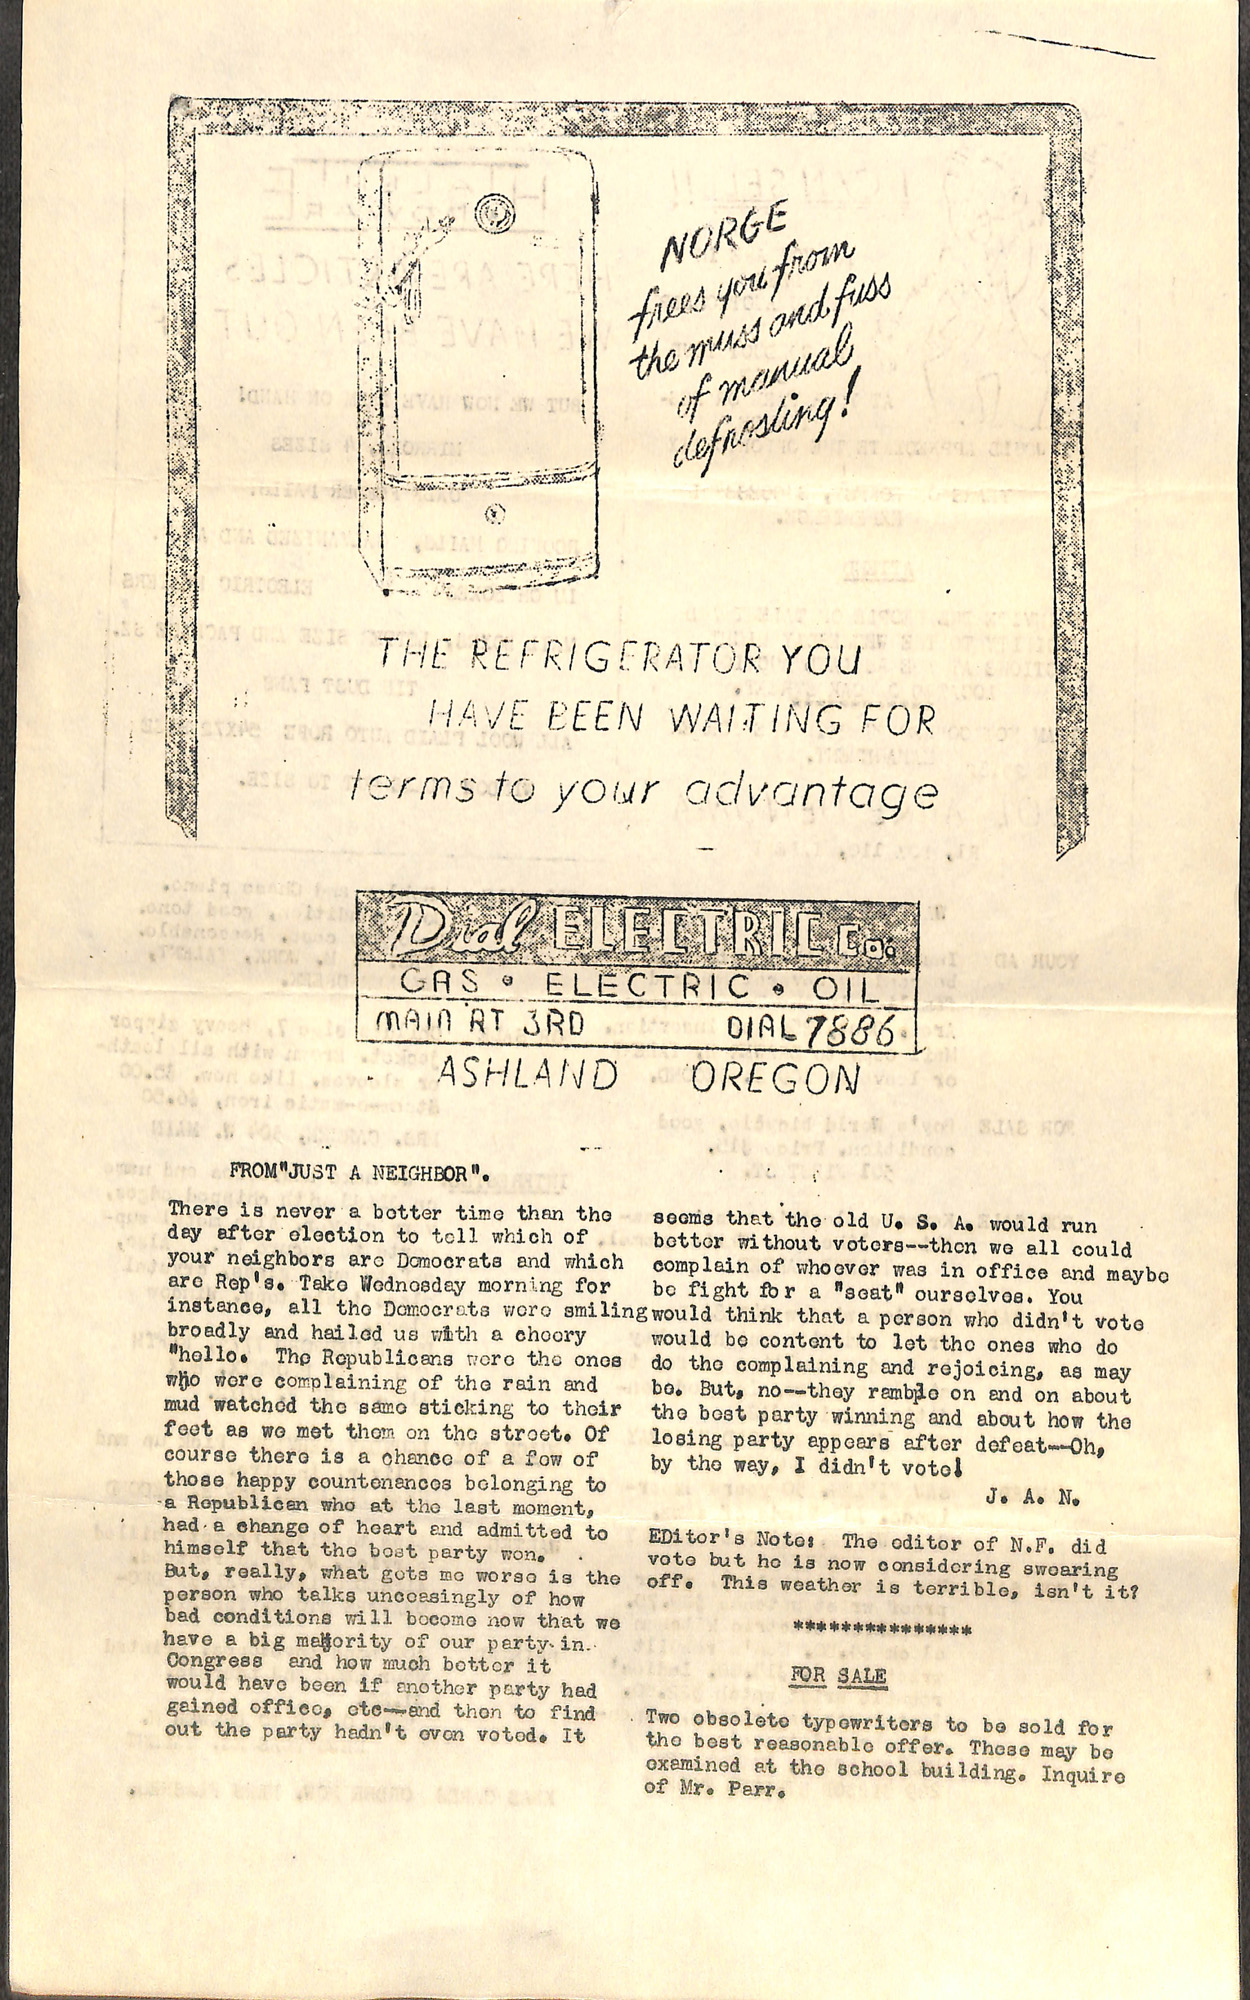 NORGE
frees you from
the muss and fuss
of manual
defrosting!
THE REFRIGERATOR YOU
HAVE BEEN WAITING FOR
terms to your advantage
Dial ELECTRIC Co.
GAS • ELECTRIC • OIL
MAIN AT 3RD DIAL 7886
ASHLAND OREGON
FROM"JUST A NEIGHBOR".
There is never a better time than the
day after election to tell which of
your neighbors are Democrats and which
are Rep's. Take Wednesday morning for
instance, all the Democrats were smiling
broadly and hailed us with a cheery
"hello. The Republicans were the ones
who were complaining of the rain and
mud watched the same sticking to their
feet as we met them on the street. Of
course there is a chance of a few of
those happy countenances belonging to
a Republican who at the last moment,
had a change of heart and admitted to
himself that the best party won.
But, really, what gets me worse is the
person who talks unceasingly of how
bad conditions will become now that we
have a big majority of our party in
Congress and how much better it
would have been if another party had
gained office, etc--and then to find
out the party hadn't even voted. It
seems that the old U. S. A. would run
better without voters--then we all could
complain of whoever was in office and maybe
be fight for a "seat" ourselves. You
would think that a person who didn't vote
would be content to let the ones who do
do the complaining and rejoicing, as may
be. But, no--they ramble on and on about
the best party winning and about how the
losing party appears after defeat--Oh,
by the way, I didn't vote!
J. A. N.
EDitor's Note: The editor of N.F. did
vote but he is now considering swearing
off. This weather is terrible, isn't it?
***************
FOR SALE
Two obsolete typewriters to be sold for
the best reasonable offer. These may be
examined at the school building. Inquire
of Mr. Parr.